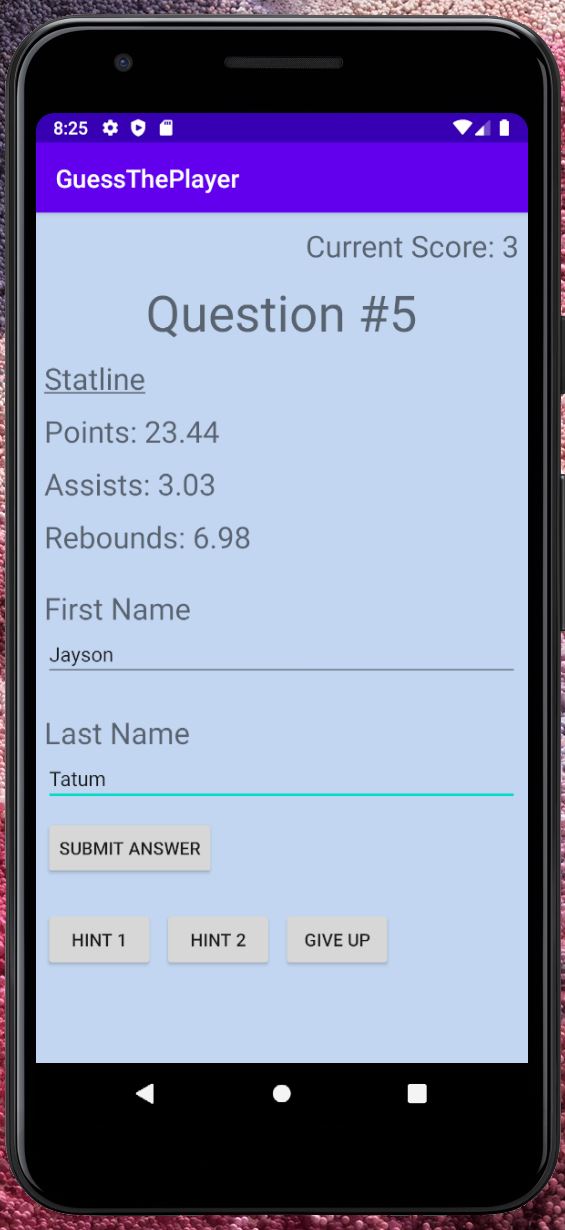 8:25
GuessThePlayer
Current Score: 3
Question #5
Statline
Points: 23.44
Assists: 3.03
Rebounds: 6.98
First Name
Jayson
Last Name
Tatum
SUBMIT ANSWER
HINT 1 HINT 2 GIVE UP